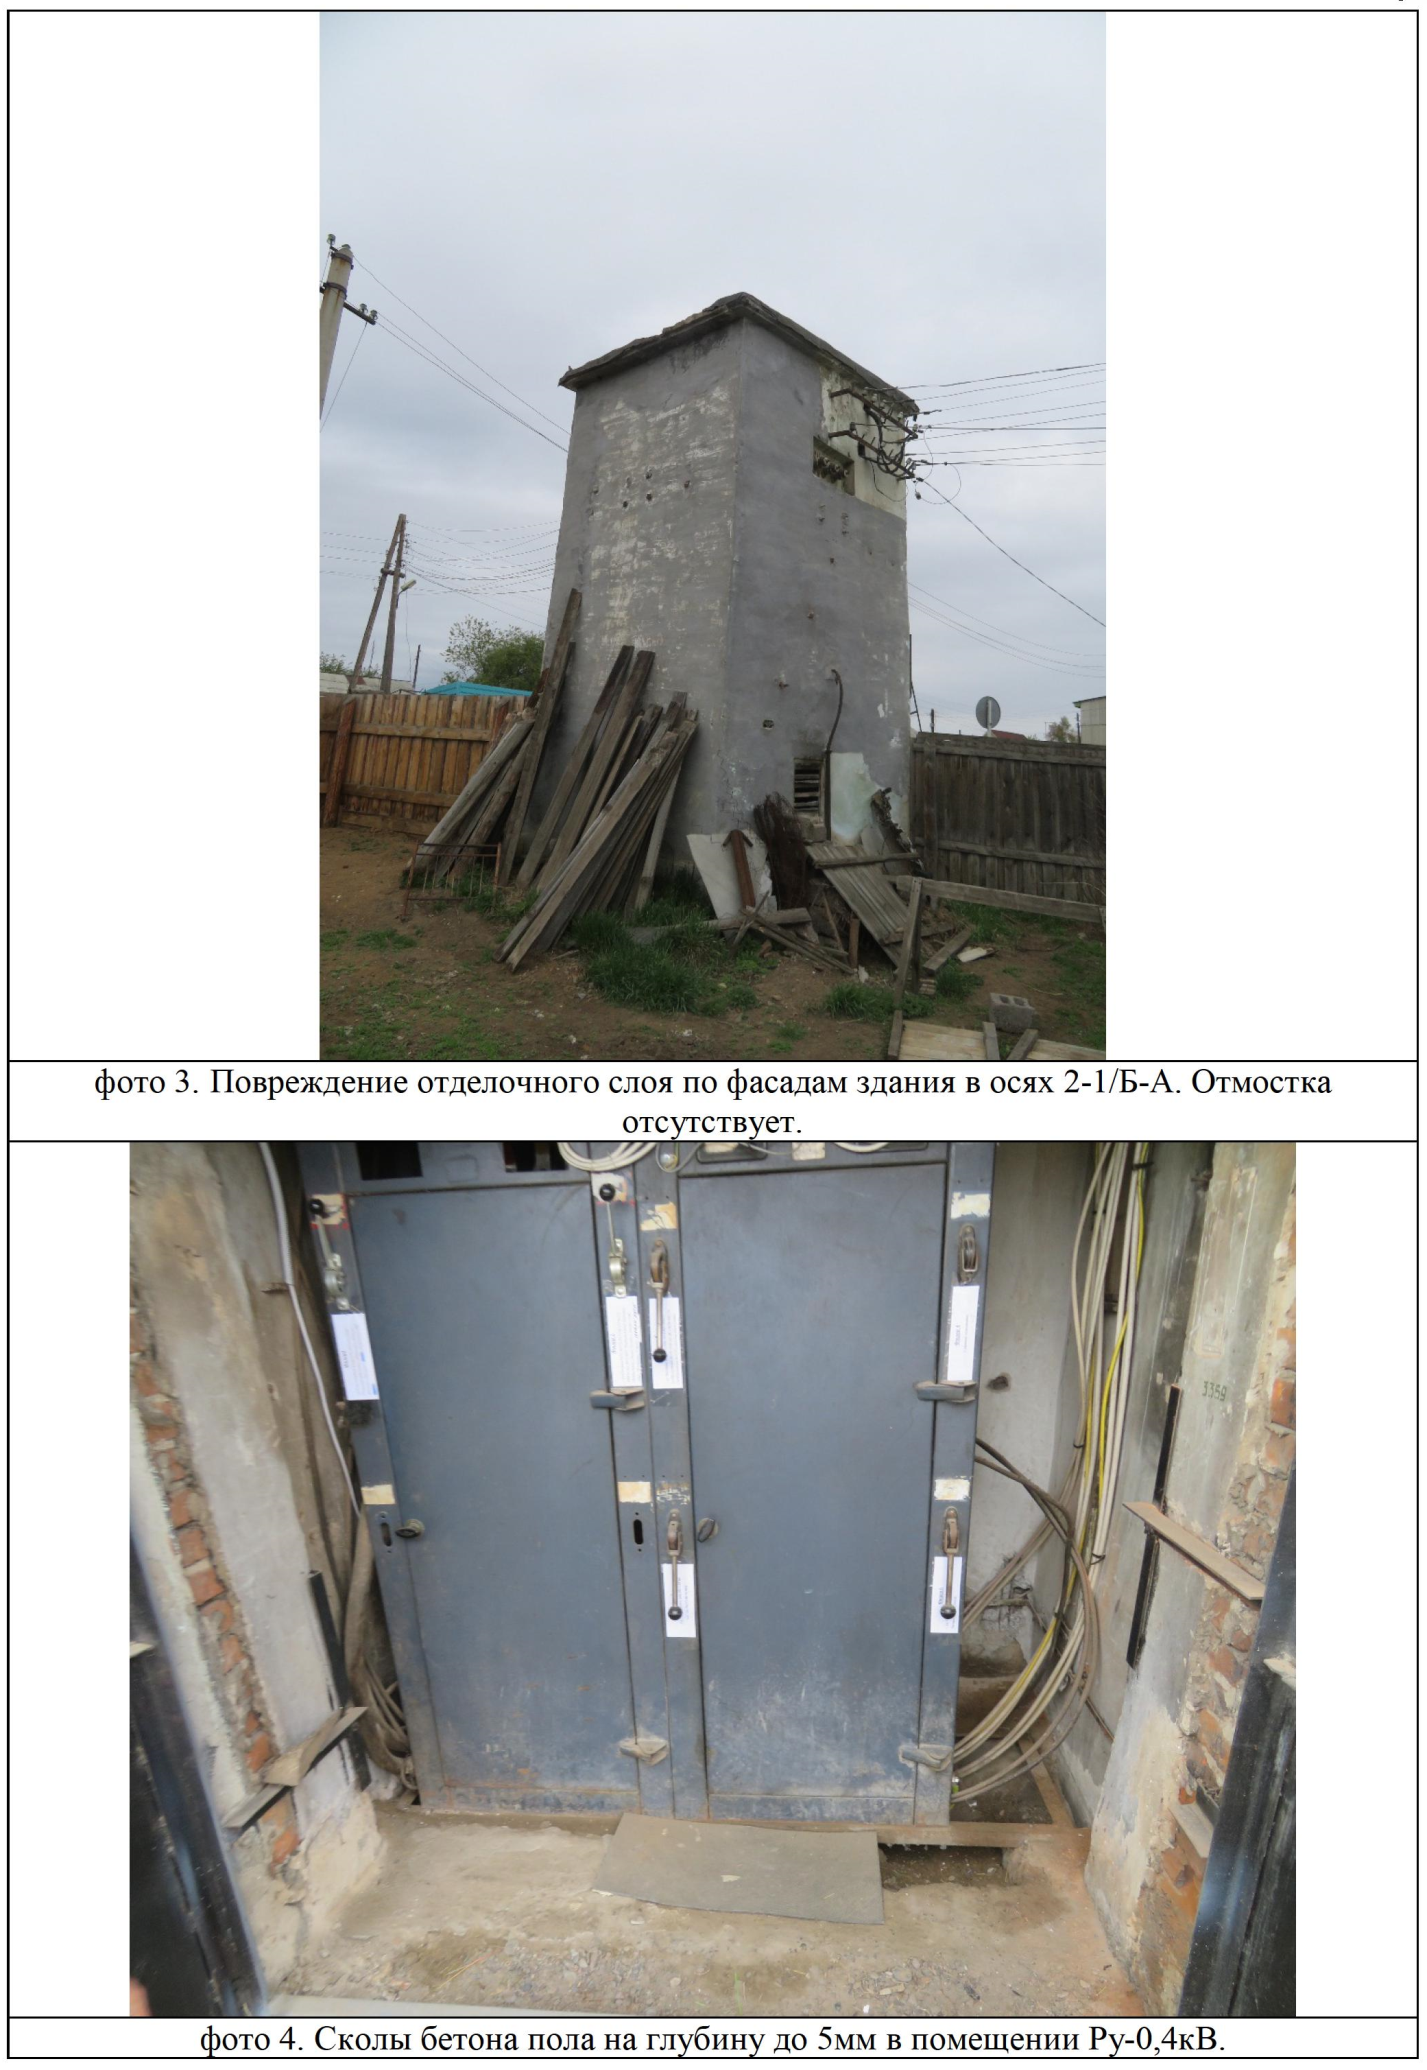 фото 3. Повреждение отделочного слоя по фасадам здания в осях 2-1/Б-А. Отмостка
отсутствует.
3359
фото 4. Сколы бетона пола на глубину до 5мм в помещении Ру-0,4кВ.